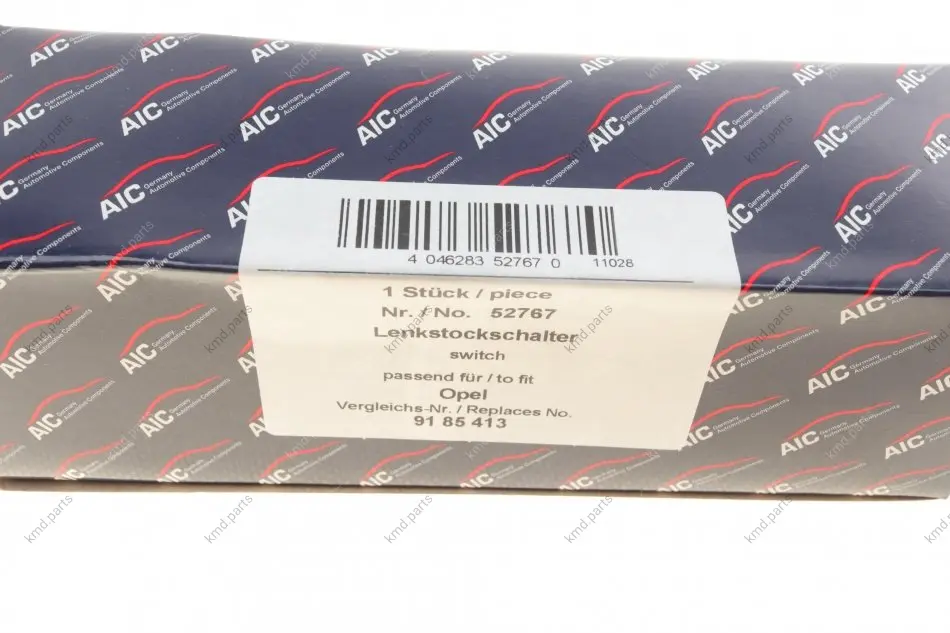 AIC Germany
Automotive Components
4 046283 52767 0 11028
1 Stück / piece
Nr. / No. 52767
Lenkstockschalter
switch
passend für / to fit
Opel
Vergleichs-Nr. / Replaces No.
91 85 413
kmd.parts